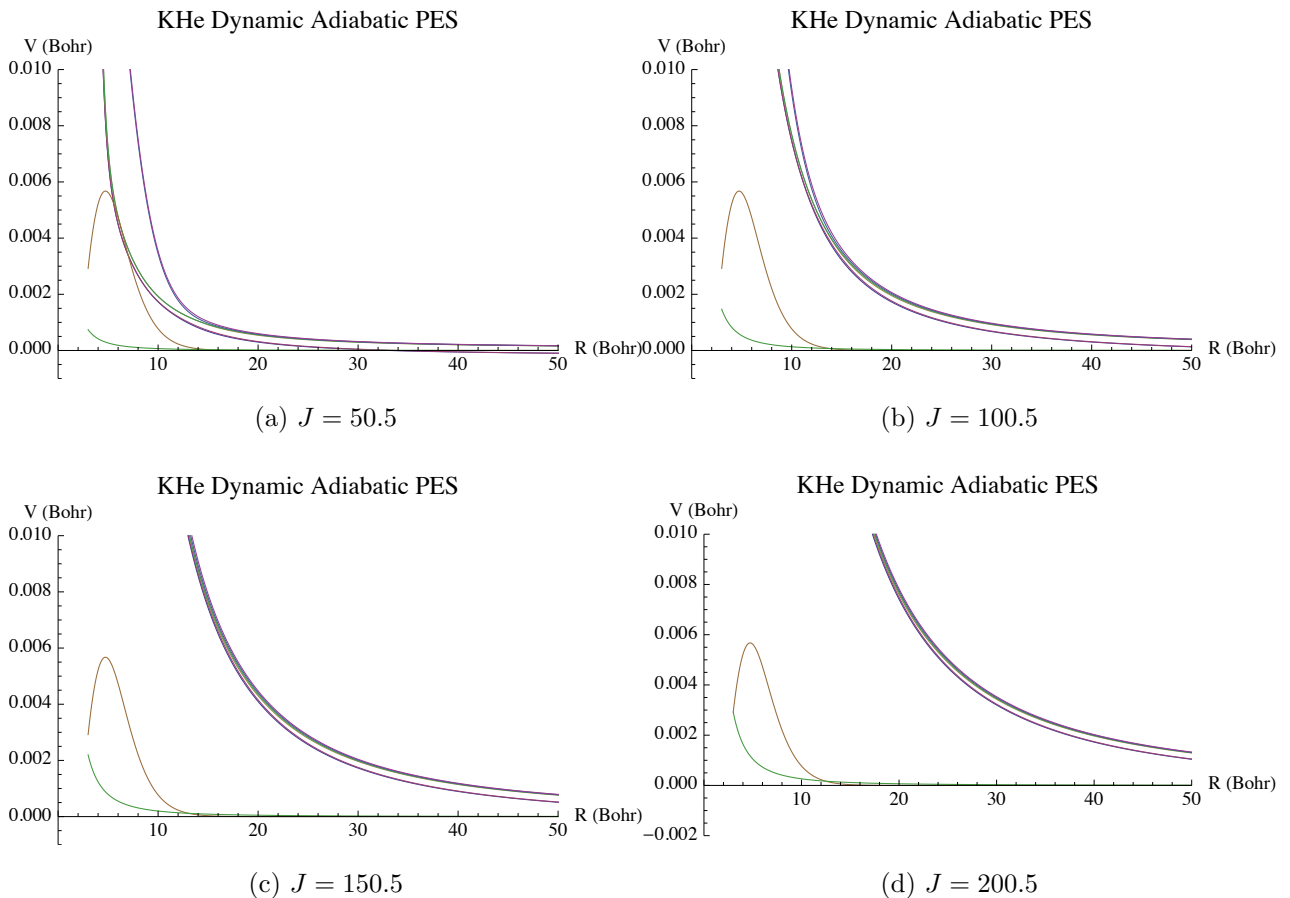 KHe Dynamic Adiabatic PES
V (Bohr)
0.010
0.008
0.006
0.004
0.002
0.000
10
20
30
40
50
R (Bohr)
(a) J = 50.5
KHe Dynamic Adiabatic PES
V (Bohr)
0.010
0.008
0.006
0.004
0.002
0.000
10
20
30
40
50
R (Bohr)
(b) J = 100.5
KHe Dynamic Adiabatic PES
V (Bohr)
0.010
0.008
0.006
0.004
0.002
0.000
10
20
30
40
50
R (Bohr)
(c) J = 150.5
KHe Dynamic Adiabatic PES
V (Bohr)
0.010
0.008
0.006
0.004
0.002
0.000
−0.002
10
20
30
40
50
R (Bohr)
(d) J = 200.5